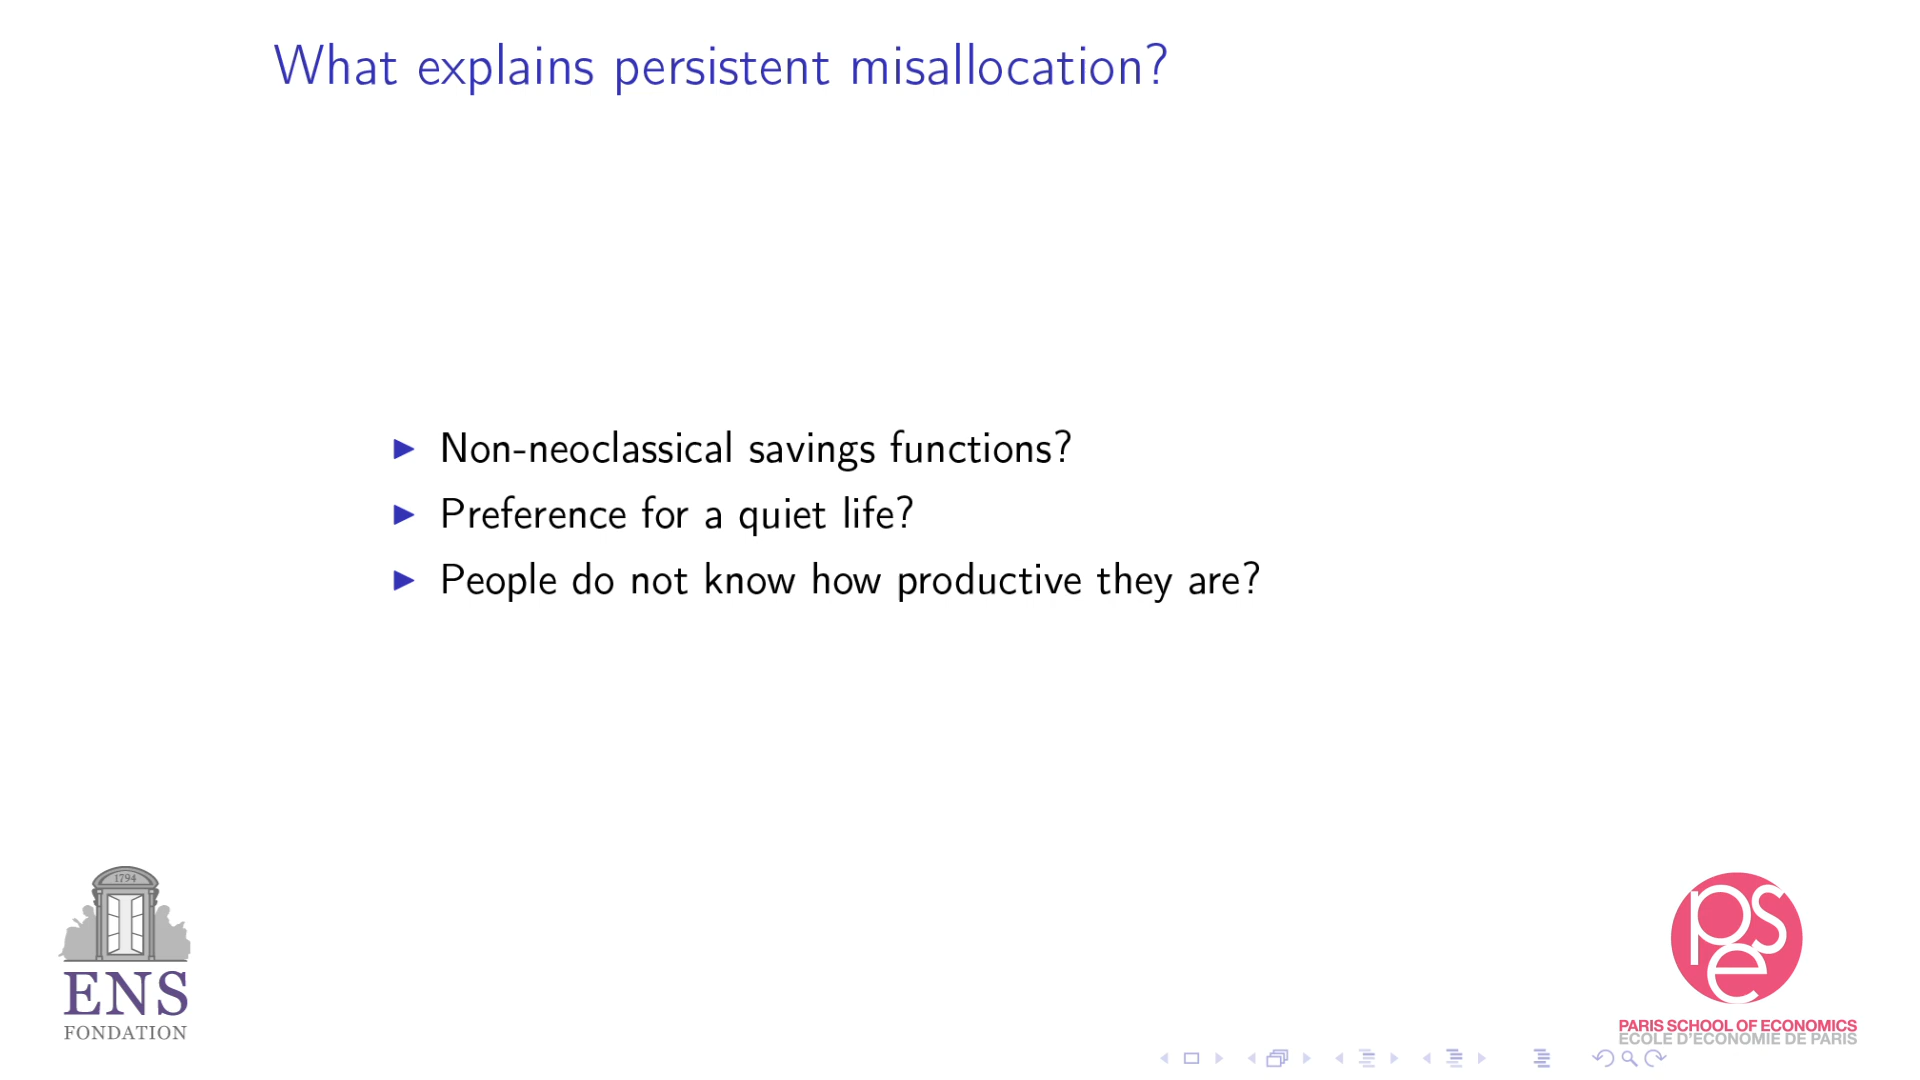 What explains persistent misallocation?
Non-neoclassical savings functions?
Preference for a quiet life?
People do not know how productive they are?
1794
ENS
FONDATION
pse
PARIS SCHOOL OF ECONOMICS
ECOLE D'ECONOMIE DE PARIS